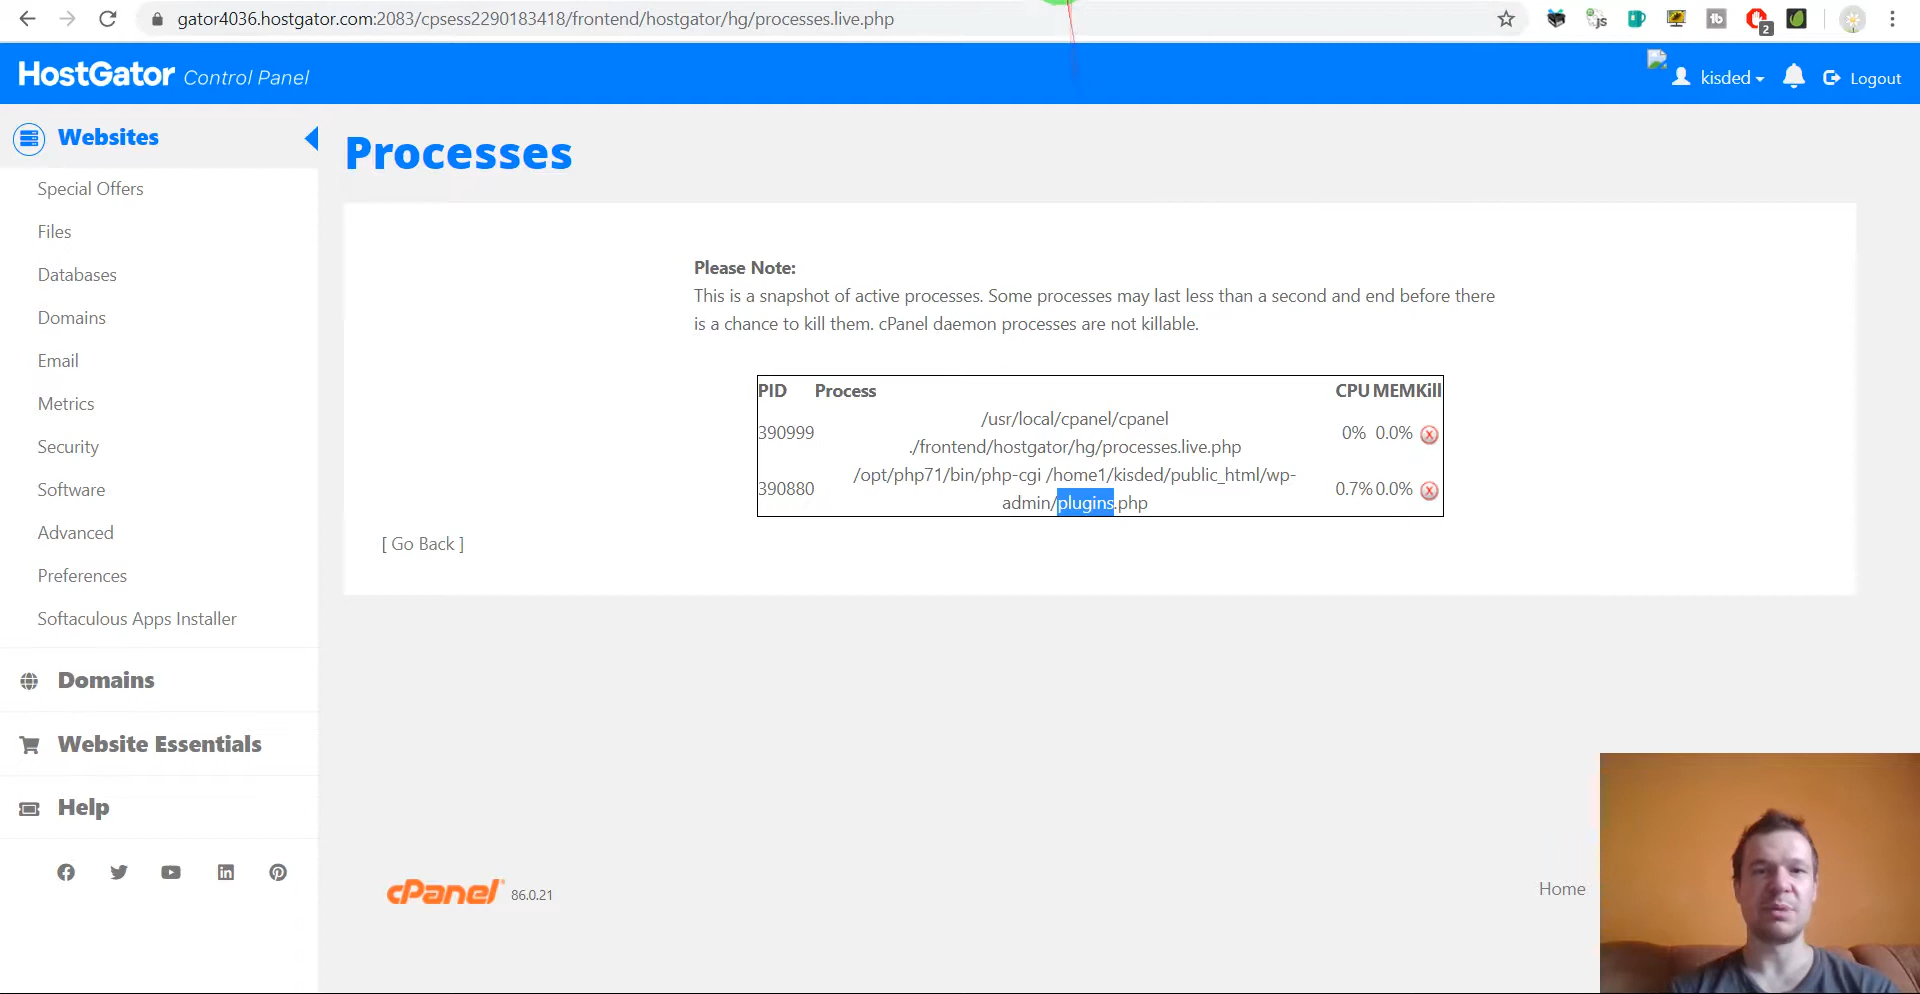 gator4036.hostgator.com:2083/cpsess2290183418/frontend/hostgator/hg/processes.live.php
js
tb
2
HostGator Control Panel
kisded
Logout
Websites
Special Offers
Files
Databases
Domains
Email
Metrics
Security
Software
Advanced
Preferences
Softaculous Apps Installer
Domains
Website Essentials
Help
Processes
Please Note:
This is a snapshot of active processes. Some processes may last less than a second and end before there
is a chance to kill them. cPanel daemon processes are not killable.
PID Process CPU MEM Kill
/usr/local/cpanel/cpanel
390999 0% 0.0%
./frontend/hostgator/hg/processes.live.php
/opt/php71/bin/php-cgi /home1/kisded/public_html/wp-
390880 0.7% 0.0%
admin/plugins.php
[ Go Back ]
cPanel 86.0.21
Home